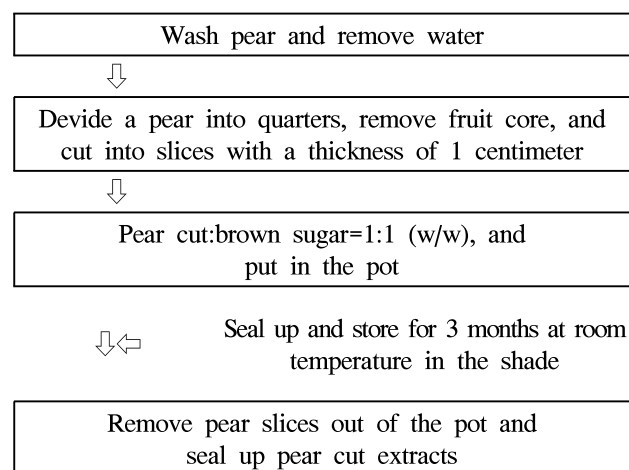 Wash pear and remove water
Devide a pear into quarters, remove fruit core, and
cut into slices with a thickness of 1 centimeter
Pear cut:brown sugar=1:1 (w/w), and
put in the pot
Seal up and store for 3 months at room
temperature in the shade
Remove pear slices out of the pot and
seal up pear cut extracts